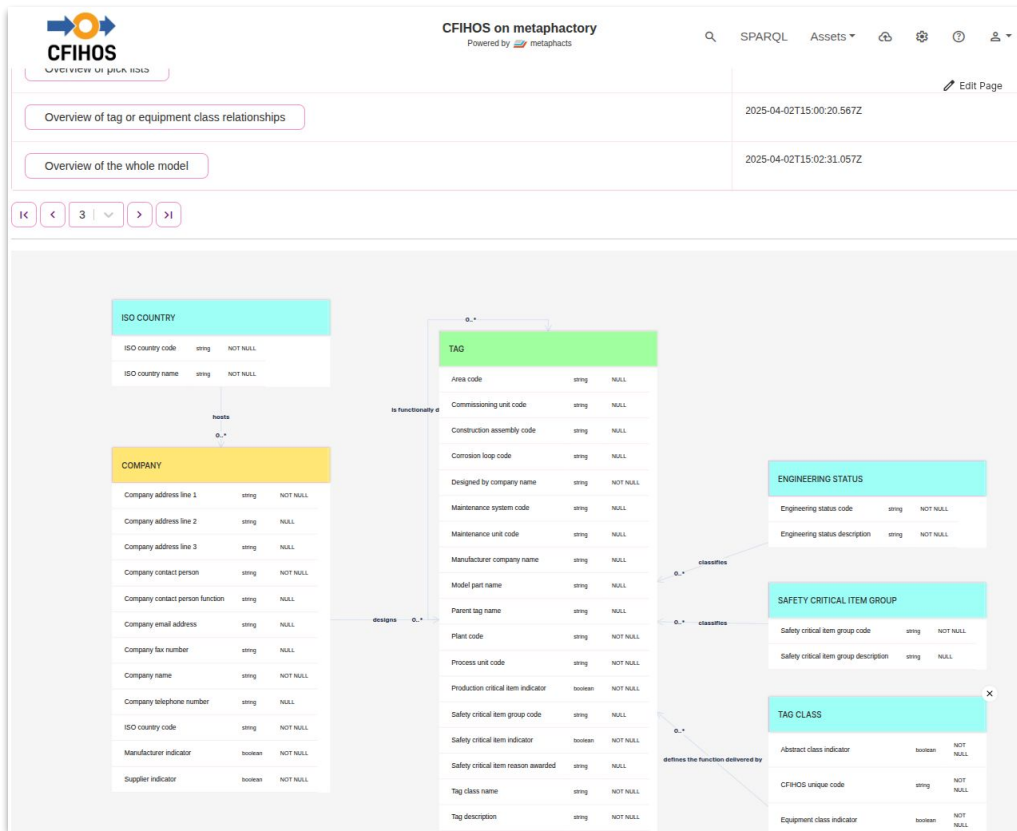 CFIHOS
CFIHOS on metaphactory
Powered by metaphacts
SPARQL Assets
Overview of pick lists
Edit Page
Overview of tag or equipment class relationships 2025-04-02T15:00:20.567Z
Overview of the whole model 2025-04-02T15:02:31.057Z
3
ISO COUNTRY
ISO country code string NOT NULL
ISO country name string NOT NULL
hosts
0..*
COMPANY
Company address line 1 string NOT NULL
Company address line 2 string NULL
Company address line 3 string NULL
Company contact person string NOT NULL
Company contact person function string NULL
Company email address string NULL
Company fax number string NULL
Company name string NOT NULL
Company telephone number string NULL
ISO country code string NOT NULL
Manufacturer indicator boolean NOT NULL
Supplier indicator boolean NOT NULL
0..*
Is functionally d
designs 0..*
TAG
Area code string NULL
Commissioning unit code string NULL
Construction assembly code string NULL
Corrosion loop code string NULL
Designed by company name string NOT NULL
Maintenance system code string NULL
Maintenance unit code string NULL
Manufacturer company name string NULL
Model part name string NULL
Parent tag name string NULL
Plant code string NOT NULL
Process unit code string NOT NULL
Production critical item indicator boolean NOT NULL
Safety critical item group code string NULL
Safety critical item indicator boolean NOT NULL
Safety critical item reason awarded string NULL
Tag class name string NOT NULL
Tag description string NOT NULL
ENGINEERING STATUS
Engineering status code string NOT NULL
Engineering status description string NOT NULL
classifies
0..*
SAFETY CRITICAL ITEM GROUP
Safety critical item group code string NOT NULL
Safety critical item group description string NULL
0..* classifies
TAG CLASS
Abstract class indicator boolean NOT
NULL
CFIHOS unique code string NOT
NULL
Equipment class indicator boolean NOT
NULL
0..*
defines the function delivered by